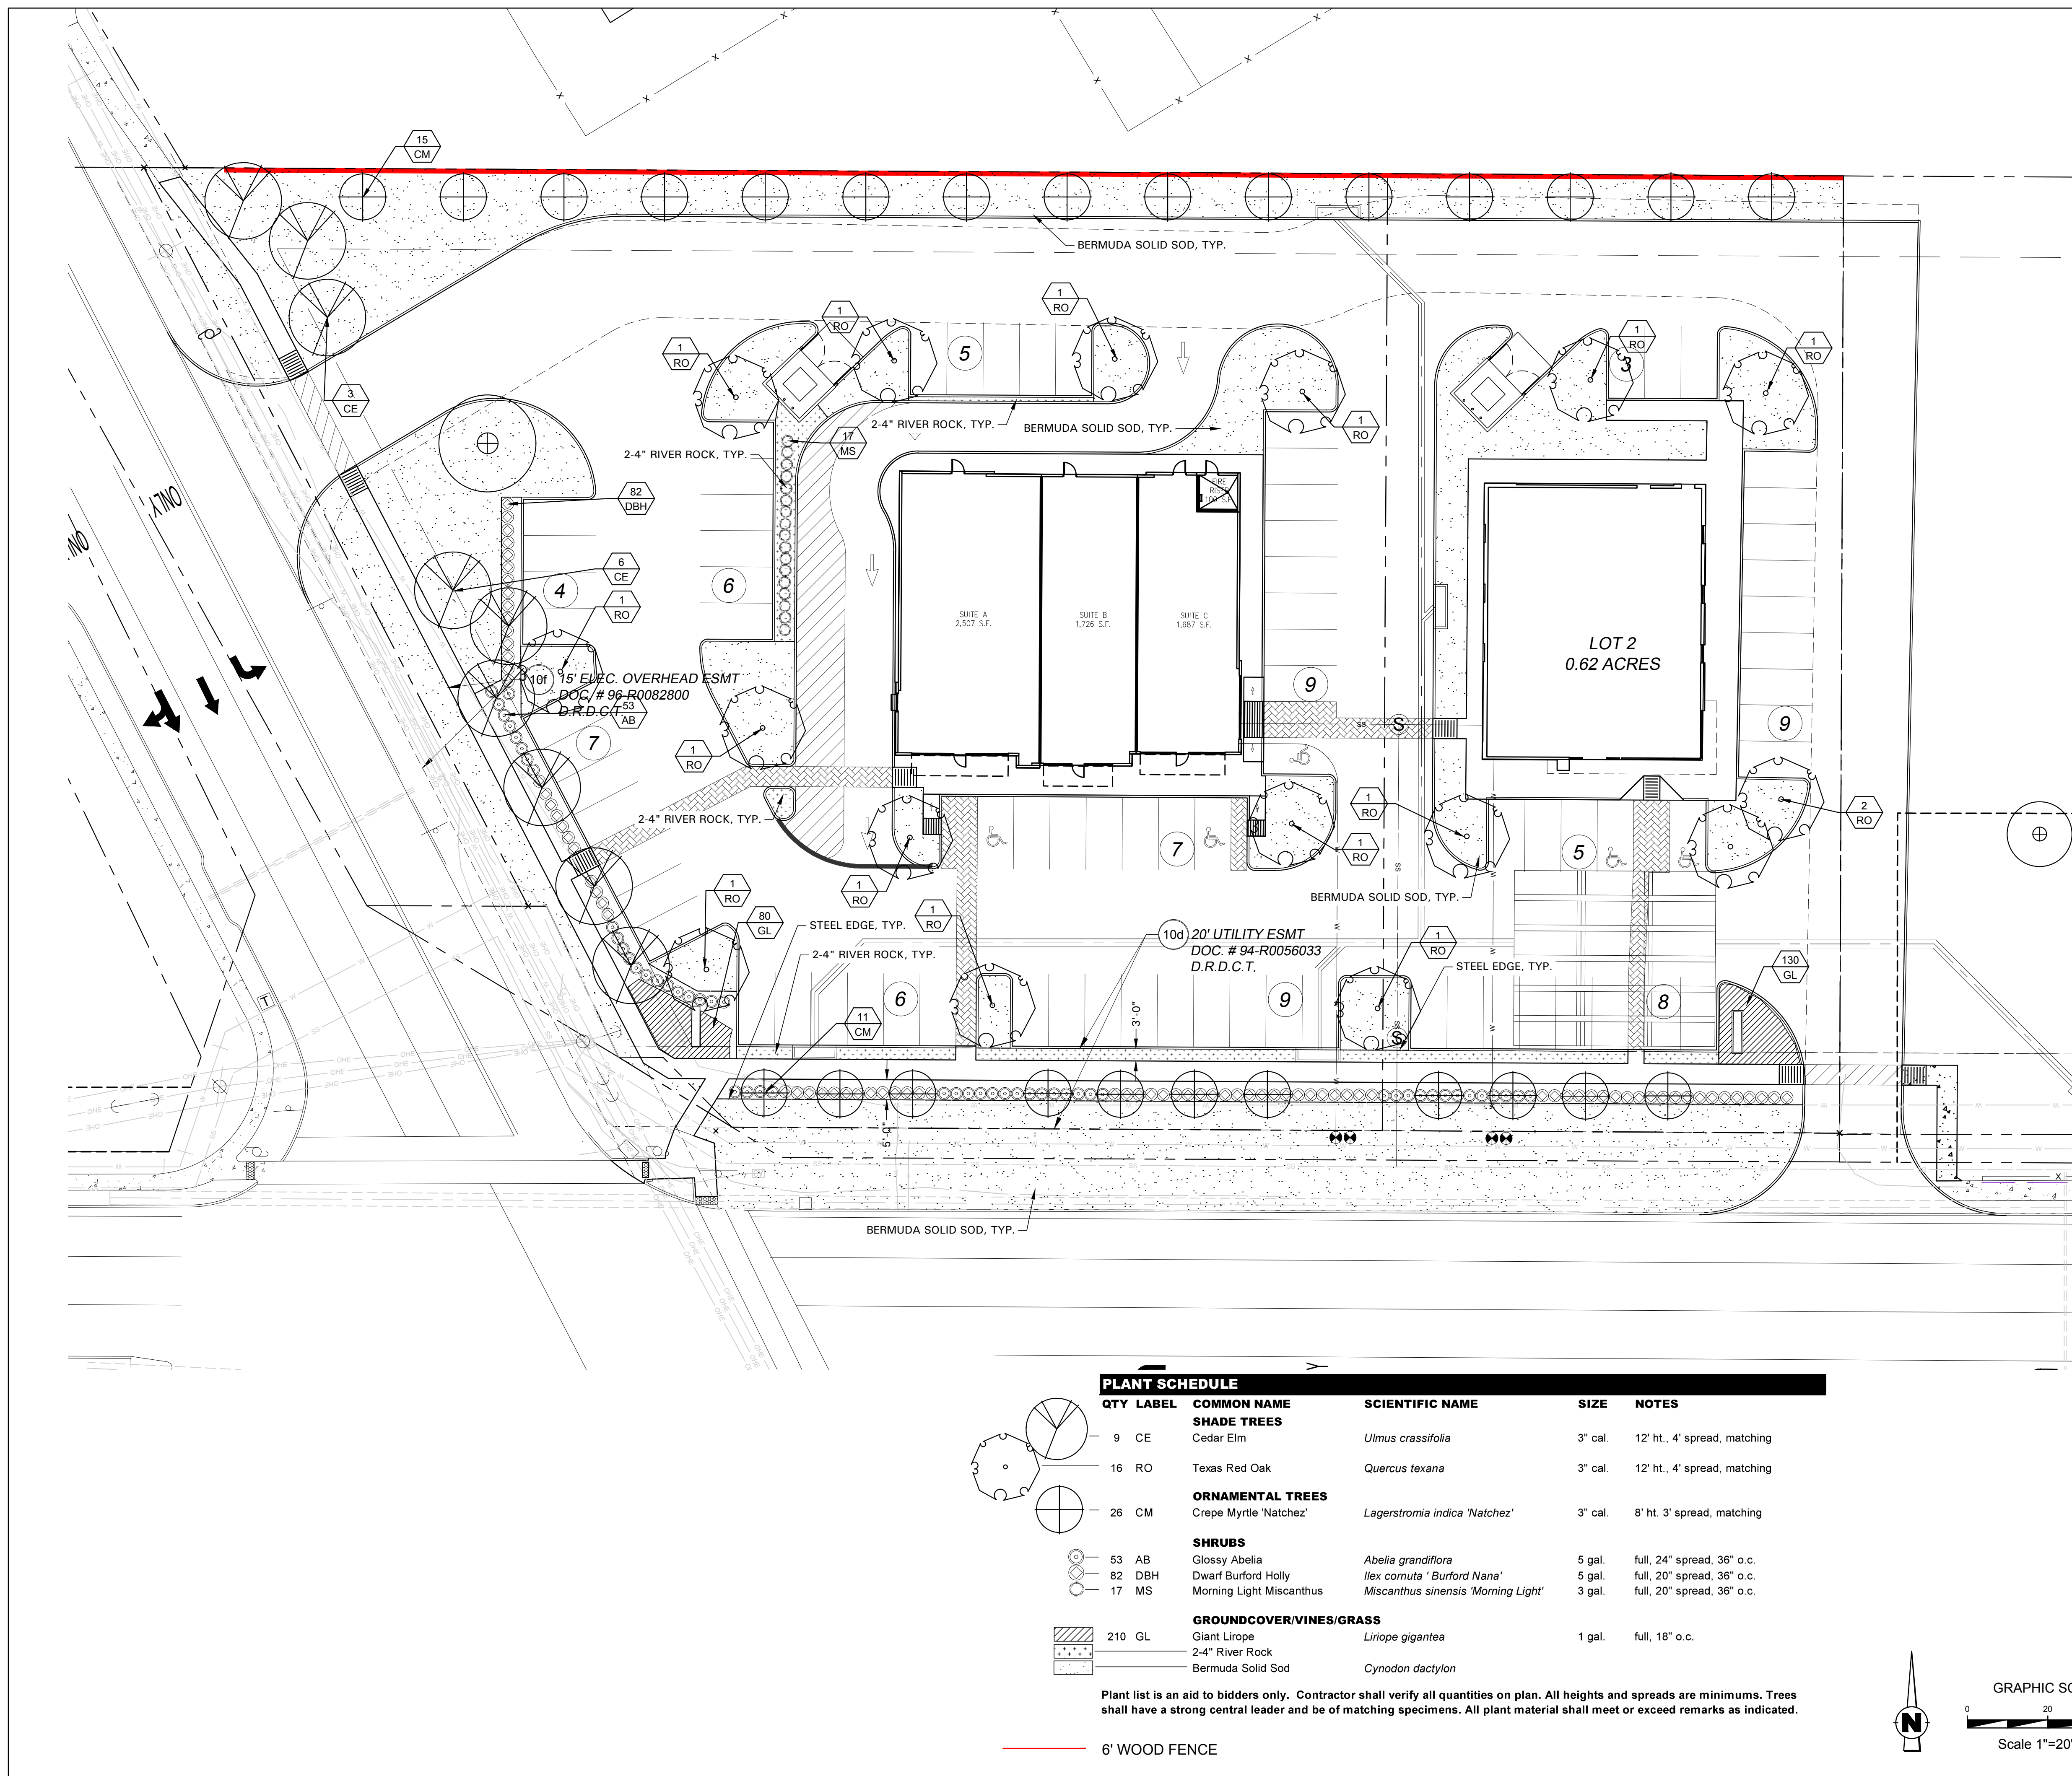 15
CM
BERMUDA SOLID SOD, TYP.
1
RO
1
RO
1
RO
1
RO
1
RO
5
3
3
CE
2-4" RIVER ROCK, TYP.
BERMUDA SOLID SOD, TYP.
1
RO
17
MS
2-4" RIVER ROCK, TYP.
82
DBH
FIRE
RISER
100 S.F.
ONLY
6
CE
4
6
1
RO
SUITE A
2,507 S.F.
SUITE B
1,726 S.F.
SUITE C
1,687 S.F.
LOT 2
0.62 ACRES
10f
15' ELEC. OVERHEAD ESMT
DOC. # 96-R0082800
D.R.D.C.T.
53
AB
9
9
7
1
RO
SS
S
2-4" RIVER ROCK, TYP.
1
RO
2
RO
7
1
RO
5
1
RO
1
RO
BERMUDA SOLID SOD, TYP.
80
GL
STEEL EDGE, TYP.
1
RO
10d
20' UTILITY ESMT
DOC. # 94-R0056033
D.R.D.C.T.
1
RO
2-4" RIVER ROCK, TYP.
STEEL EDGE, TYP.
130
GL
T
6
9
8
11
CM
3'-0"
S
5'-0"
BERMUDA SOLID SOD, TYP.
PLANT SCHEDULE
QTY LABEL COMMON NAME SCIENTIFIC NAME SIZE NOTES
SHADE TREES
9 CE Cedar Elm Ulmus crassifolia 3" cal. 12' ht., 4' spread, matching
16 RO Texas Red Oak Quercus texana 3" cal. 12' ht., 4' spread, matching
ORNAMENTAL TREES
26 CM Crepe Myrtle 'Natchez' Lagerstromia indica 'Natchez' 3" cal. 8' ht. 3' spread, matching
SHRUBS
53 AB Glossy Abelia Abelia grandiflora 5 gal. full, 24" spread, 36" o.c.
82 DBH Dwarf Burford Holly Ilex cornuta ' Burford Nana' 5 gal. full, 20" spread, 36" o.c.
17 MS Morning Light Miscanthus Miscanthus sinensis 'Morning Light' 3 gal. full, 20" spread, 36" o.c.
GROUNDCOVER/VINES/GRASS
210 GL Giant Lirope Liriope gigantea 1 gal. full, 18" o.c.
2-4" River Rock
Bermuda Solid Sod Cynodon dactylon
Plant list is an aid to bidders only. Contractor shall verify all quantities on plan. All heights and spreads are minimums. Trees
shall have a strong central leader and be of matching specimens. All plant material shall meet or exceed remarks as indicated.
6' WOOD FENCE
N
GRAPHIC SC
0 20
Scale 1"=20'